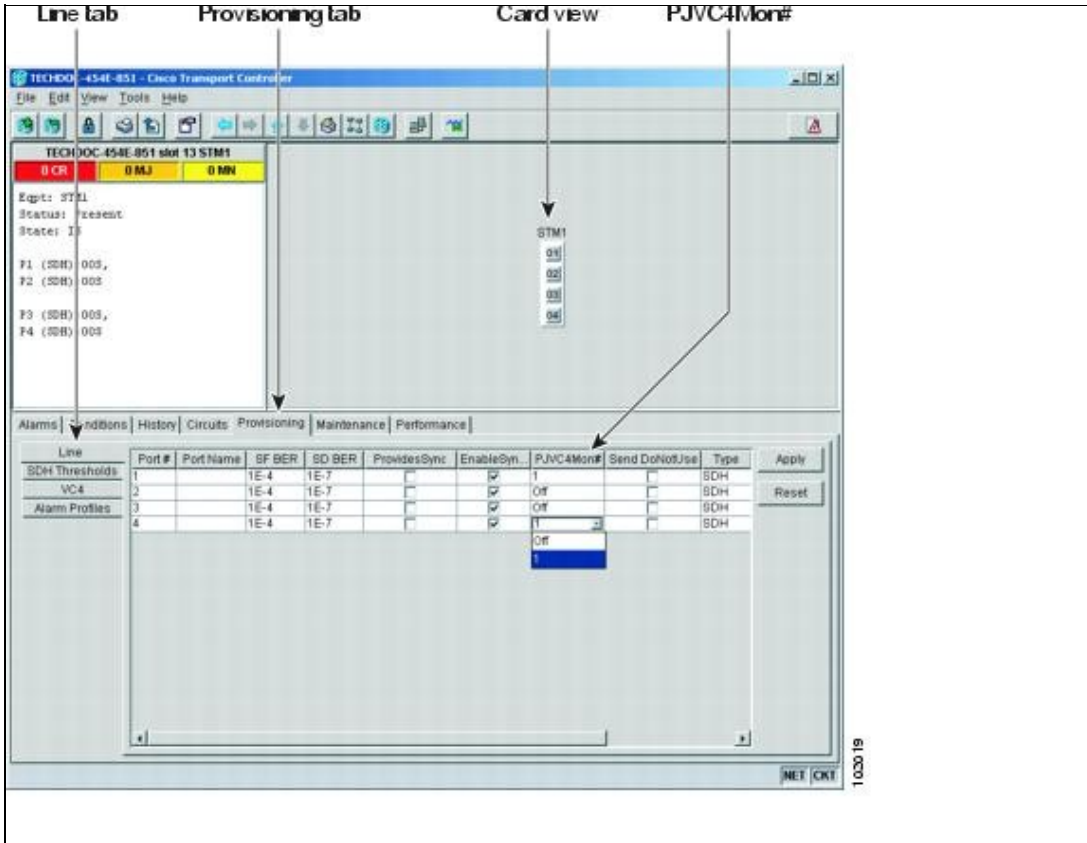 Line tab Provisioning tab Card view PJVC4Mon#
TECHDOC-454E-851 - Cisco Transport Controller
File Edit View Tools Help
TECHDOC-454E-851 slot 13 STM1
0 CR 0 MJ 0 MN
Eqpt: STM1
Status: Present
State: IS
P1 (SDH) OOS,
P2 (SDH) OOS
P3 (SDH) OOS,
P4 (SDH) OOS
STM1
01
02
03
04
Alarms Conditions History Circuits Provisioning Maintenance Performance
Line
SDH Thresholds
VC4
Alarm Profiles
Port # Port Name SF BER SD BER ProvidesSync EnableSyn... PJVC4Mon# Send DoNotUse Type
1 1E-4 1E-7 1 SDH
2 1E-4 1E-7 Off SDH
3 1E-4 1E-7 Off SDH
4 1E-4 1E-7 1 SDH
Off
1
Apply
Reset
NET CKT
102019